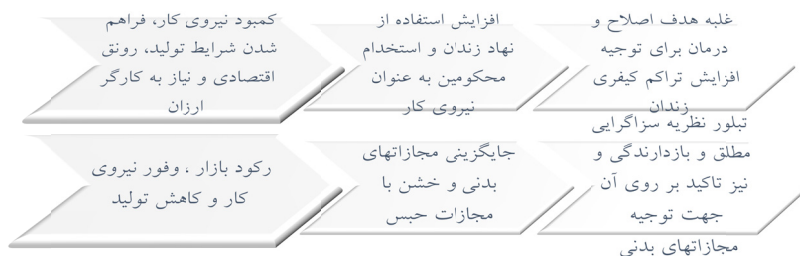 کمبود نیروی کار، فراهم
شدن شرایط تولید، رونق
اقتصادی و نیاز به کارگر
ارزان
افزایش استفاده از
نهاد زندان و استخدام
محکومین به عنوان
نیروی کار
غلبه هدف اصلاح و
درمان برای توجیه
افزایش تراکم کیفری
زندان
رکود بازار ، وفور نیروی
کار و کاهش تولید
جایگزینی مجازاتهای
بدنی و خشن با
مجازات حبس
تبلور نظریه سزاگرایی
مطلق و بازدارندگی و
نیز تاکید بر روی آن
جهت توجیه
مجازاتهای بدنی